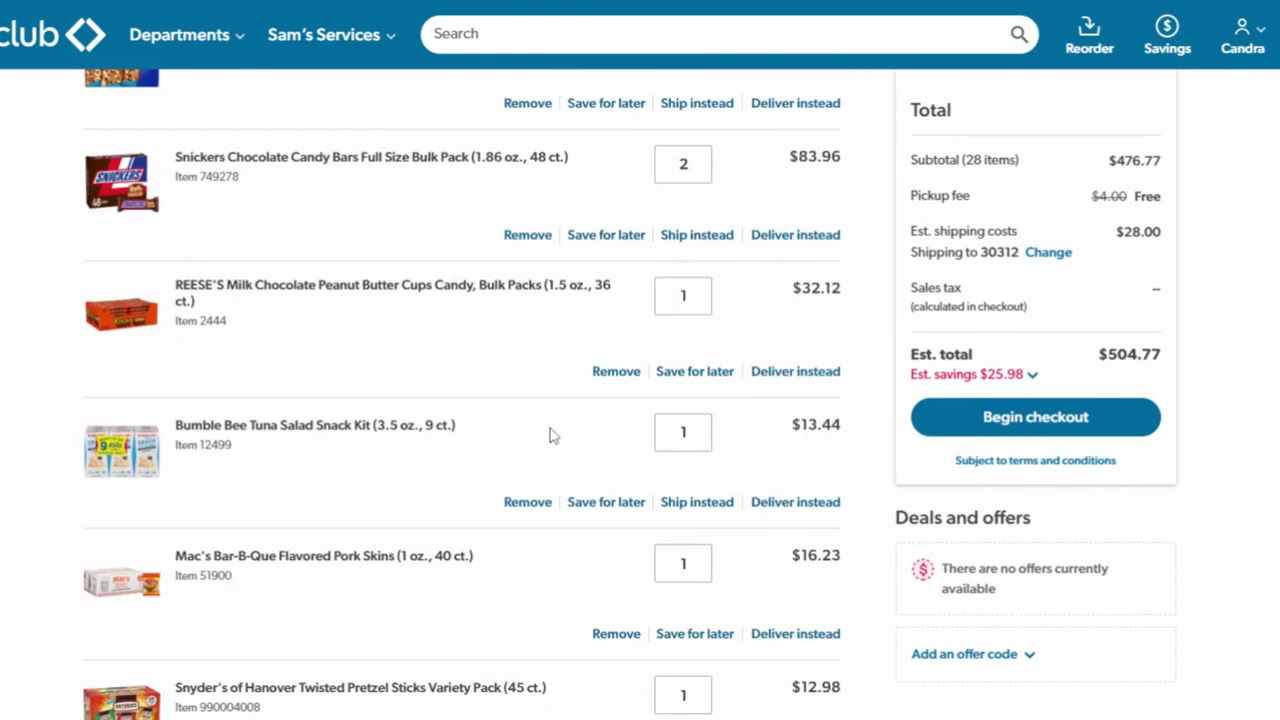 club
Departments
Sam's Services
Search
Reorder
Savings
Candra
Remove
Save for later
Ship instead
Deliver instead
SNICKERS
48
Snickers Chocolate Candy Bars Full Size Bulk Pack (1.86 oz., 48 ct.)
Item 749278
2
$83.96
Remove
Save for later
Ship instead
Deliver instead
REESE'S Milk Chocolate Peanut Butter Cups Candy, Bulk Packs (1.5 oz., 36
ct.)
Item 2444
1
$32.12
Remove
Save for later
Deliver instead
Bumble Bee Tuna Salad Snack Kit (3.5 oz., 9 ct.)
Item 12499
1
$13.44
Remove
Save for later
Ship instead
Deliver instead
Mac's Bar-B-Que Flavored Pork Skins (1 oz., 40 ct.)
Item 51900
1
$16.23
Remove
Save for later
Deliver instead
Snyder's of Hanover Twisted Pretzel Sticks Variety Pack (45 ct.)
Item 990004008
1
$12.98
Total
Subtotal (28 items) $476.77
Pickup fee $4.00 Free
Est. shipping costs $28.00
Shipping to 30312 Change
Sales tax --
(calculated in checkout)
Est. total $504.77
Est. savings $25.98
Begin checkout
Subject to terms and conditions
Deals and offers
There are no offers currently
available
Add an offer code